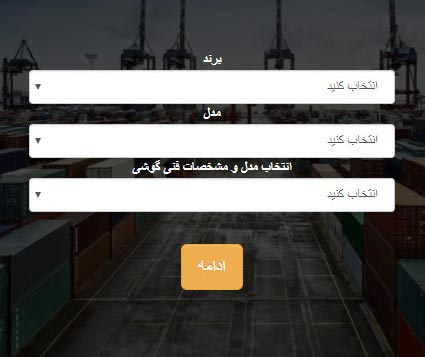 برند
انتخاب کنید
مدل
انتخاب کنید
انتخاب مدل و مشخصات فنی گوشی
انتخاب کنید
ادامه